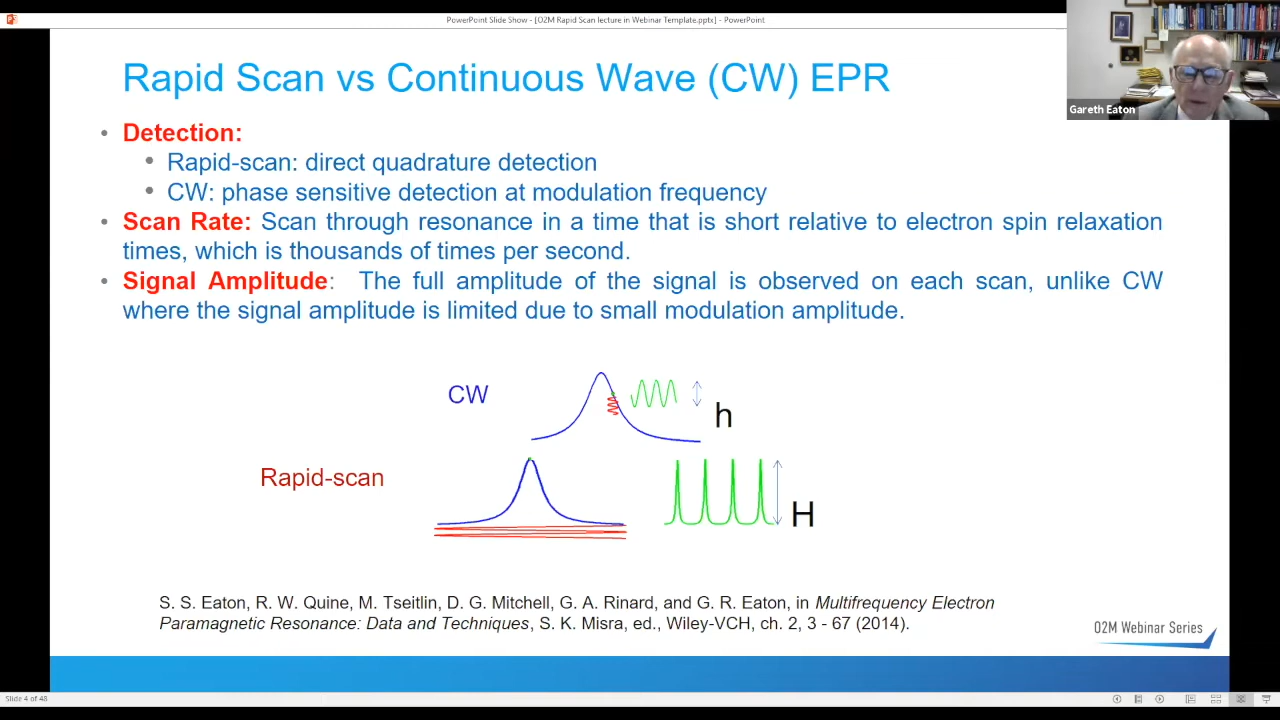 PowerPoint Slide Show - [O2M Rapid Scan lecture in Webinar Template.pptx] - PowerPoint
Gareth Eaton
Rapid Scan vs Continuous Wave (CW) EPR
• Detection:
• Rapid-scan: direct quadrature detection
• CW: phase sensitive detection at modulation frequency
• Scan Rate: Scan through resonance in a time that is short relative to electron spin relaxation
times, which is thousands of times per second.
• Signal Amplitude: The full amplitude of the signal is observed on each scan, unlike CW
where the signal amplitude is limited due to small modulation amplitude.
CW
h
Rapid-scan
H
S. S. Eaton, R. W. Quine, M. Tseitlin, D. G. Mitchell, G. A. Rinard, and G. R. Eaton, in Multifrequency Electron
Paramagnetic Resonance: Data and Techniques, S. K. Misra, ed., Wiley-VCH, ch. 2, 3 - 67 (2014).
O2M Webinar Series
Slide 4 of 48